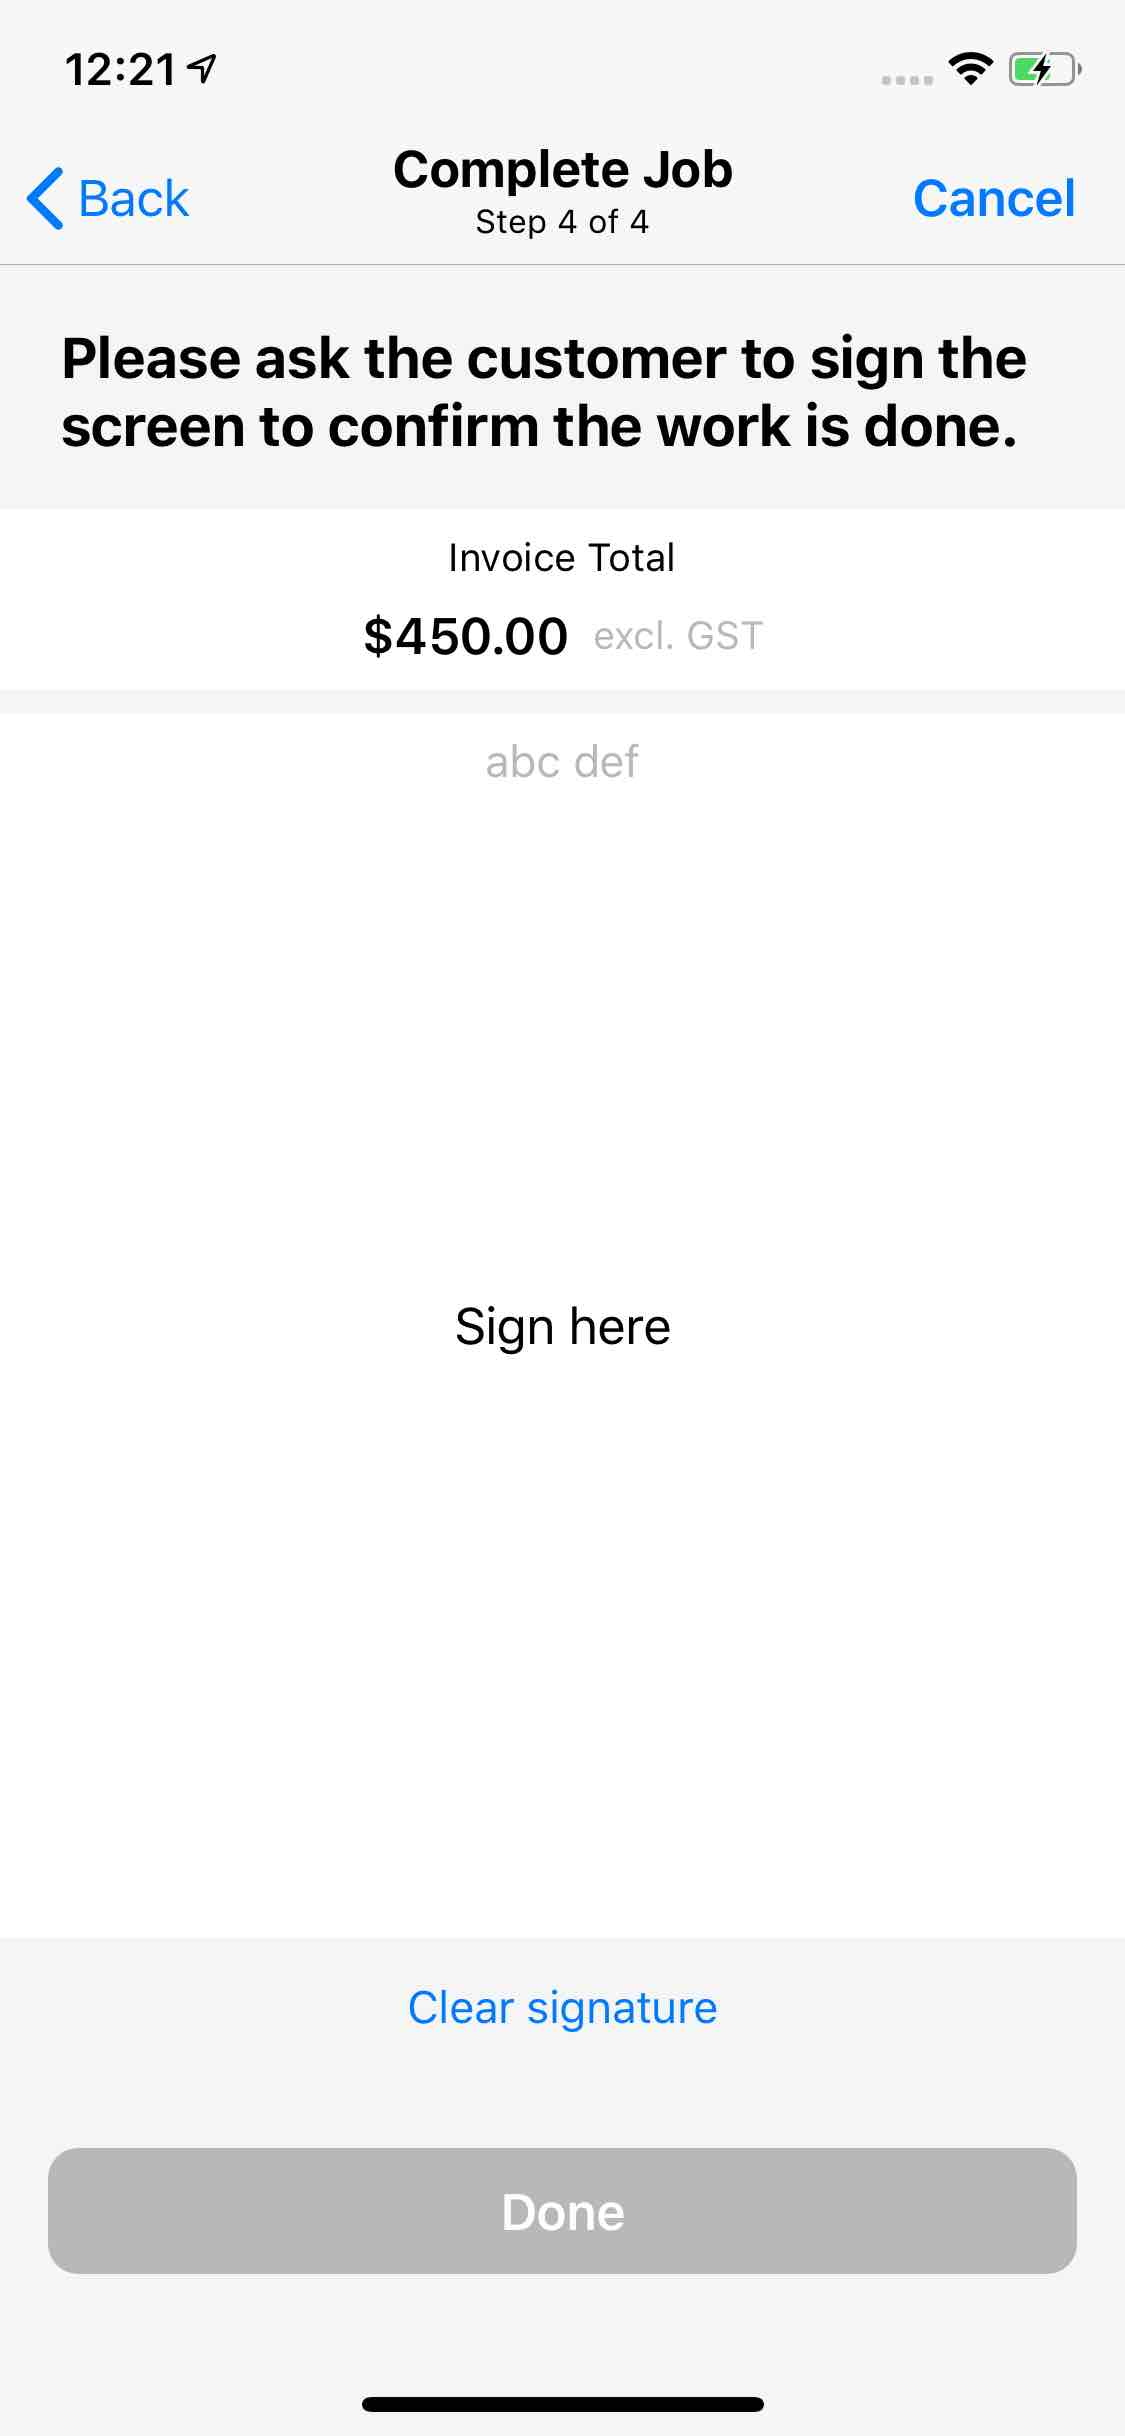 12:21
Back
Complete Job
Step 4 of 4
Cancel
Please ask the customer to sign the
screen to confirm the work is done.
Invoice Total
$450.00 excl. GST
abc def
Sign here
Clear signature
Done